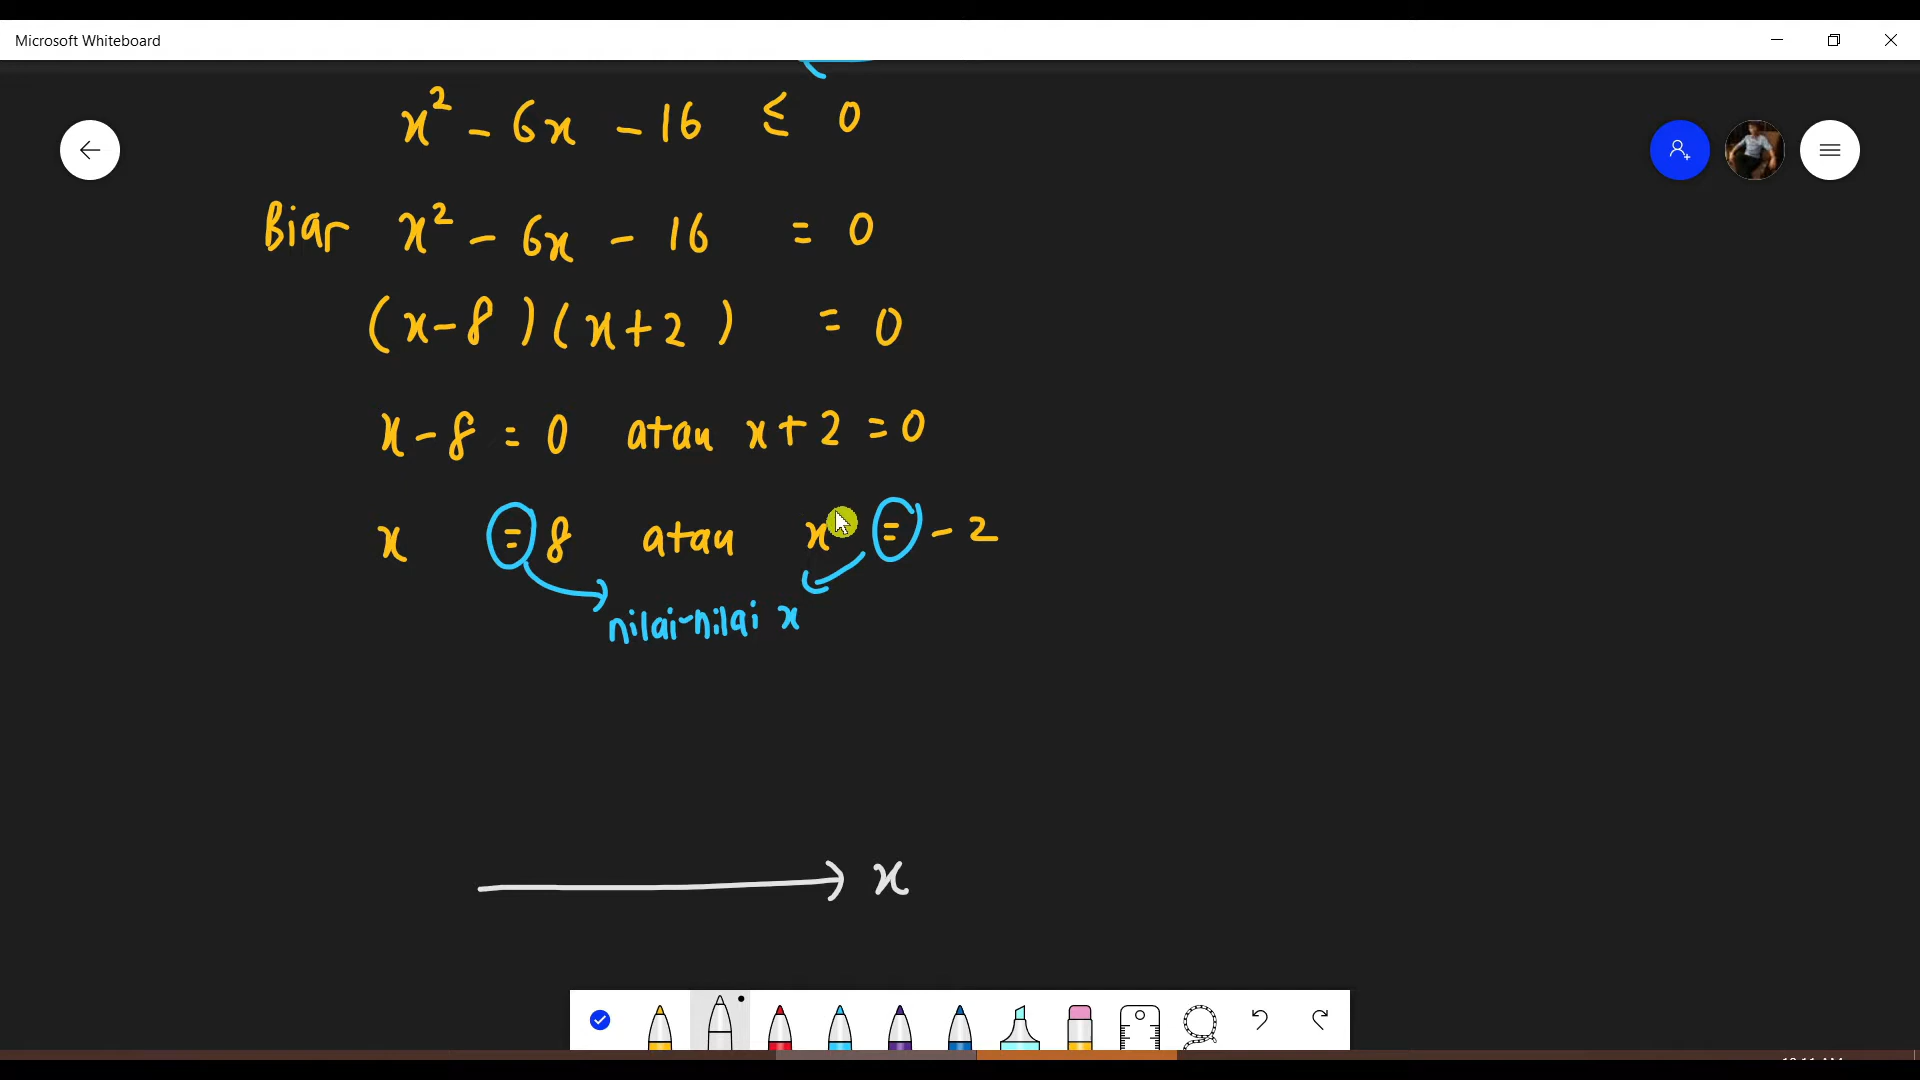 Microsoft Whiteboard
x² - 6x - 16 ≤ 0
Biar x² - 6x - 16 = 0
(x-8)(x+2) = 0
x-8 = 0 atau x+2 = 0
x = 8 atau x = -2
nilai-nilai x
x